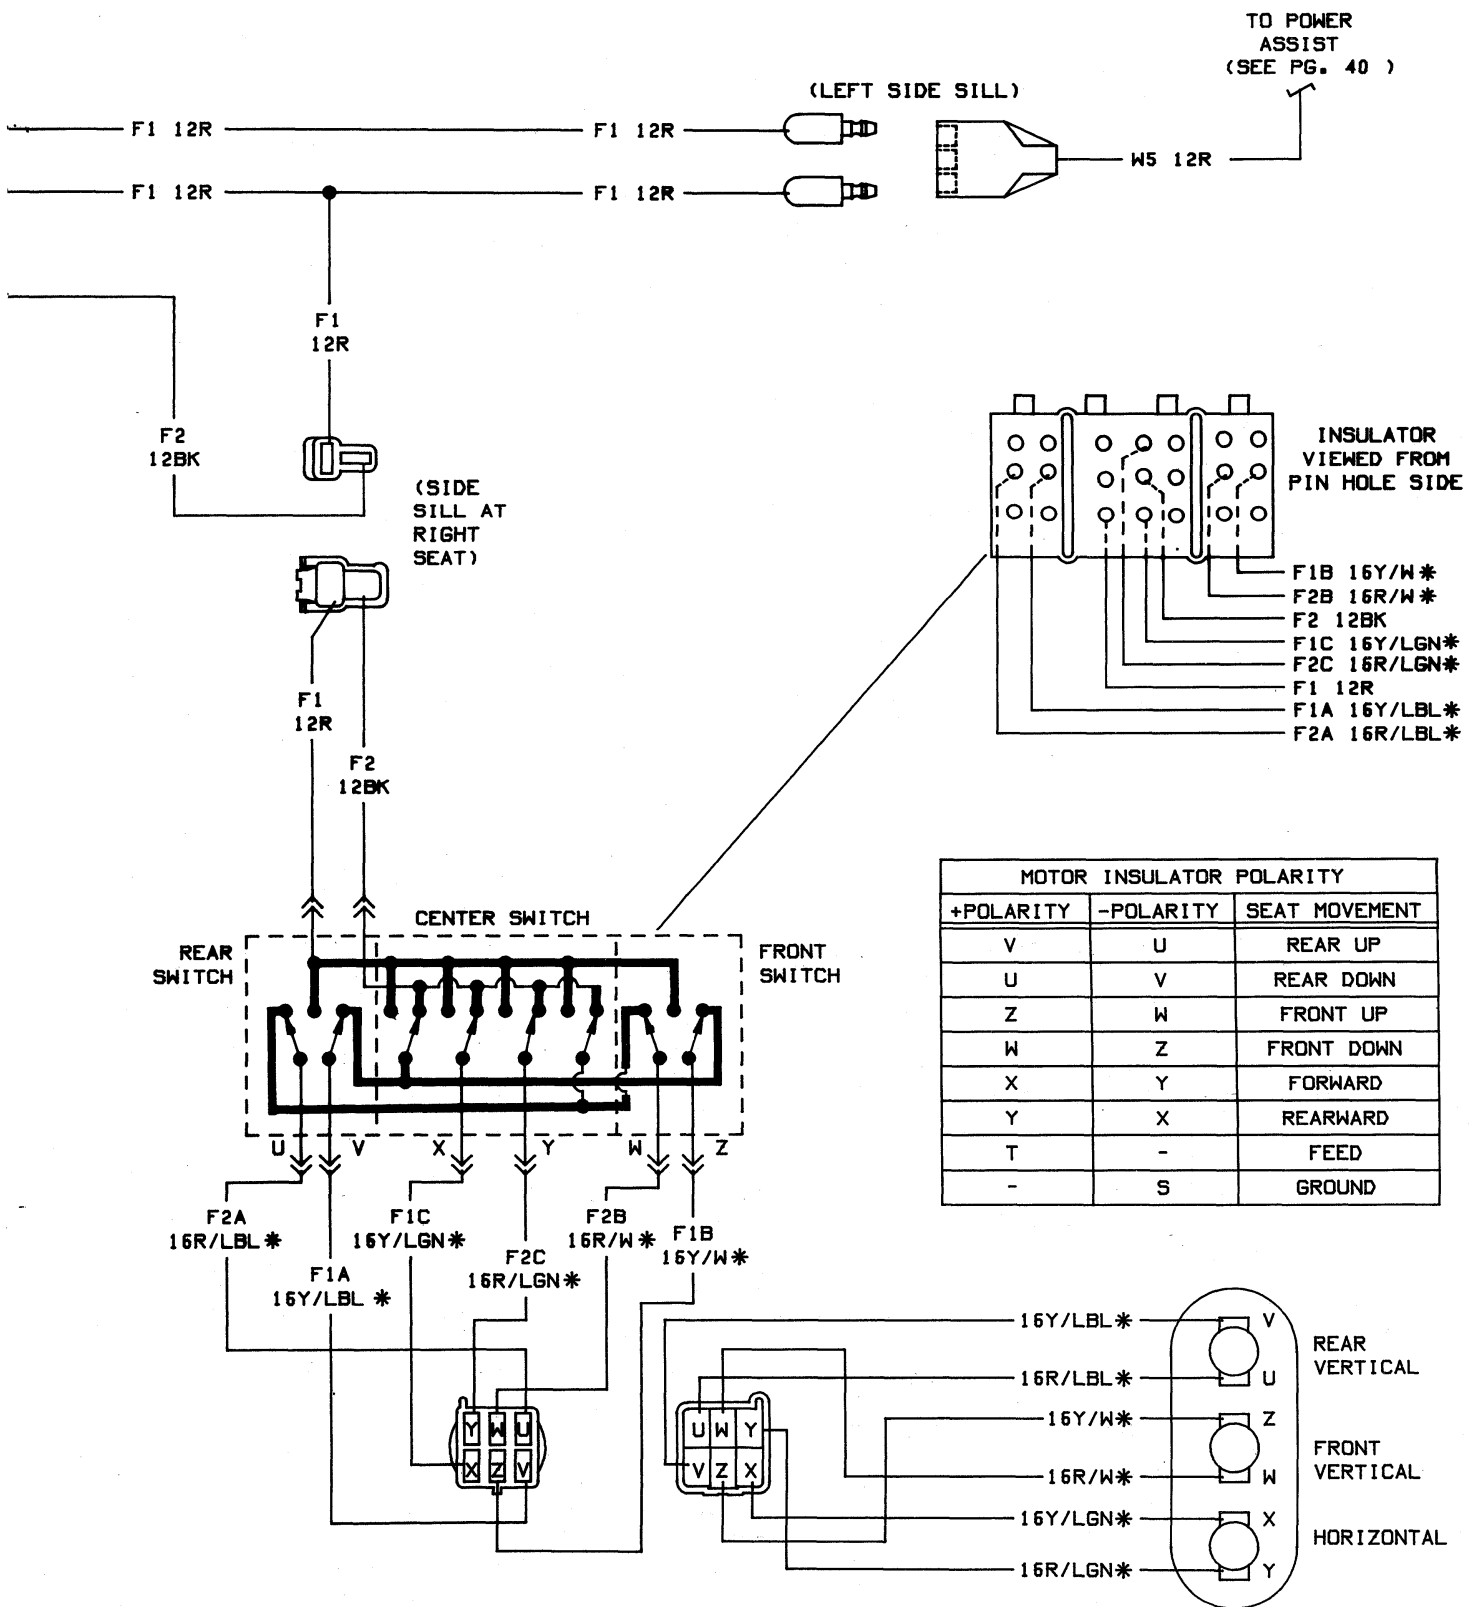 TO POWER
ASSIST
(SEE PG. 40 )
(LEFT SIDE SILL)
F1 12R
F1 12R
W5 12R
F1 12R
F1 12R
F1
12R
F2
12BK
(SIDE
SILL AT
RIGHT
SEAT)
INSULATOR
VIEWED FROM
PIN HOLE SIDE
F1B 16Y/W*
F2B 16R/W*
F2 12BK
F1C 16Y/LGN*
F2C 16R/LGN*
F1 12R
F1A 16Y/LBL*
F2A 16R/LBL*
F1
12R
F2
12BK
CENTER SWITCH
REAR
SWITCH
FRONT
SWITCH
MOTOR INSULATOR POLARITY
+POLARITY -POLARITY SEAT MOVEMENT
V U REAR UP
U V REAR DOWN
Z W FRONT UP
W Z FRONT DOWN
X Y FORWARD
Y X REARWARD
T - FEED
- S GROUND
U V X Y W Z
F2A
16R/LBL*
F1C
16Y/LGN*
F2B
16R/W*
F1B
16Y/W*
F2C
16R/LGN*
F1A
16Y/LBL *
Y W U
X Z V
U W Y
V Z X
16Y/LBL* V
REAR
VERTICAL
16R/LBL* U
16Y/W* Z
FRONT
VERTICAL
16R/W* W
16Y/LGN* X
HORIZONTAL
16R/LGN* Y